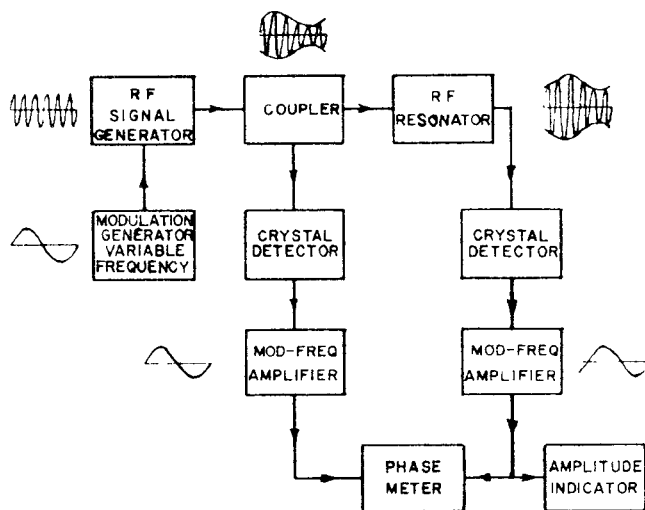 RF
SIGNAL
GENERATOR
COUPLER
RF
RESONATOR
MODULATION
GENERATOR
VARIABLE
FREQUENCY
CRYSTAL
DETECTOR
CRYSTAL
DETECTOR
MOD-FREQ
AMPLIFIER
MOD-FREQ
AMPLIFIER
PHASE
METER
AMPLITUDE
INDICATOR